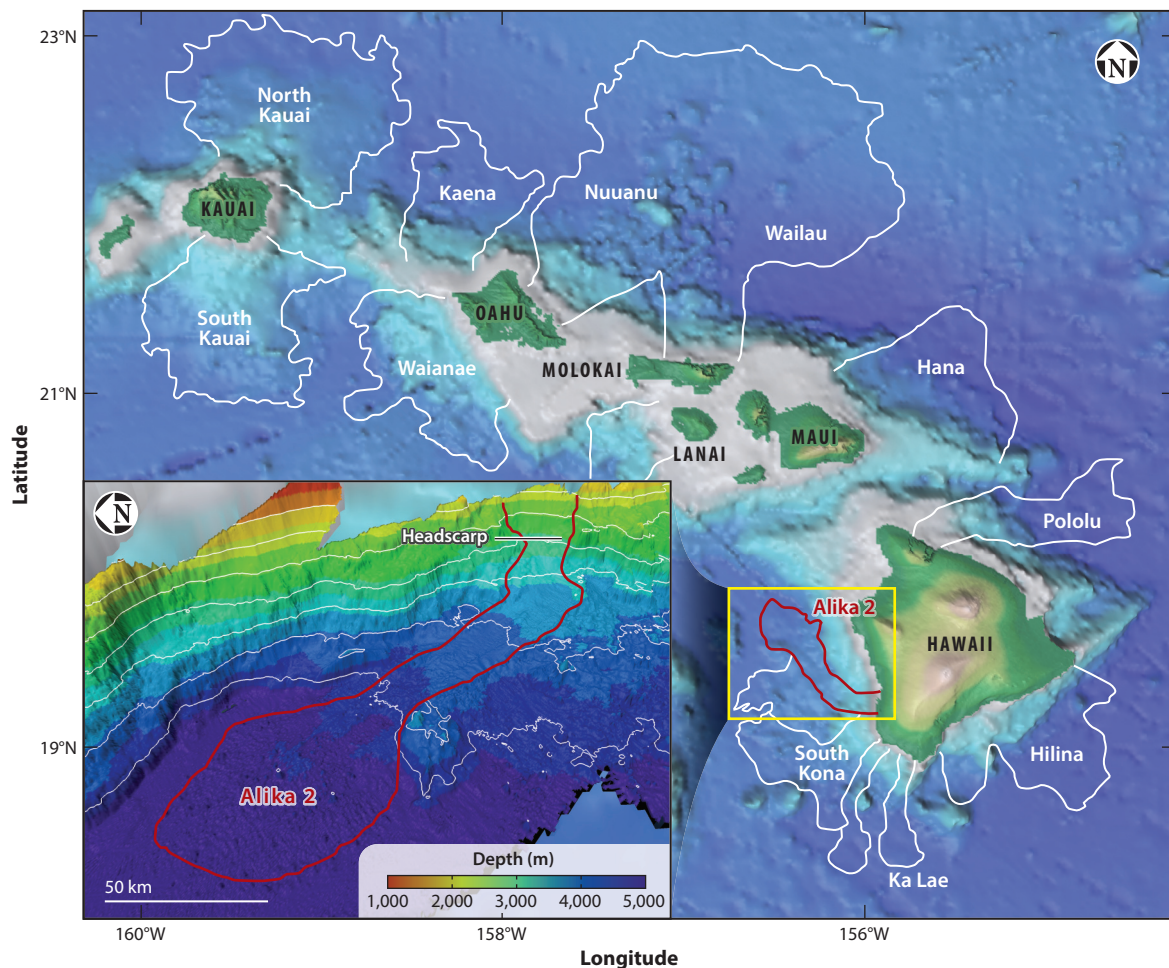 23°N
N
North
Kauai
Kaena
Nuuanu
Wailau
KAUAI
OAHU
South
Kauai
Waianae
MOLOKAI
Hana
21°N
LANAI
MAUI
Latitude
Pololu
N
Headscarp
Alika 2
HAWAII
19°N
South
Kona
Hilina
Alika 2
Depth (m)
50 km
1,000
2,000
3,000
4,000
5,000
Ka Lae
160°W
158°W
156°W
Longitude